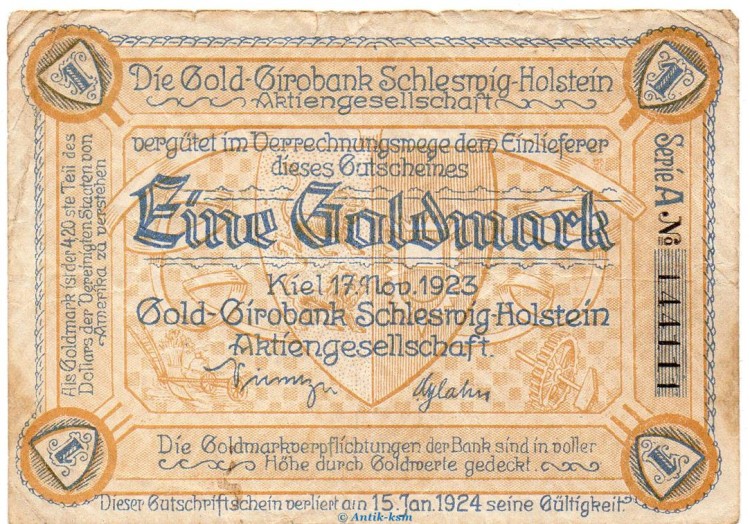 Die Gold-Girobank Schleswig-Holstein
Aktiengesellschaft
vergütet im Verrechnungswege dem Einlieferer
dieses Gutscheines
Eine Goldmark
Kiel 17. Nov. 1923
Gold-Girobank Schleswig-Holstein
Aktiengesellschaft.
Die Goldmarkverpflichtungen der Bank sind in voller
Höhe durch Goldwerte gedeckt.
Dieser Gutschriftschein verliert am 15. Jan. 1924 seine Gültigkeit.
Als Goldmark ist der 4,20 ste Teil des
Dollars der Vereinigten Staaten von
Amerika zu verstehen
Serie A № 144111
1
1
1
1
© Antik-ksm